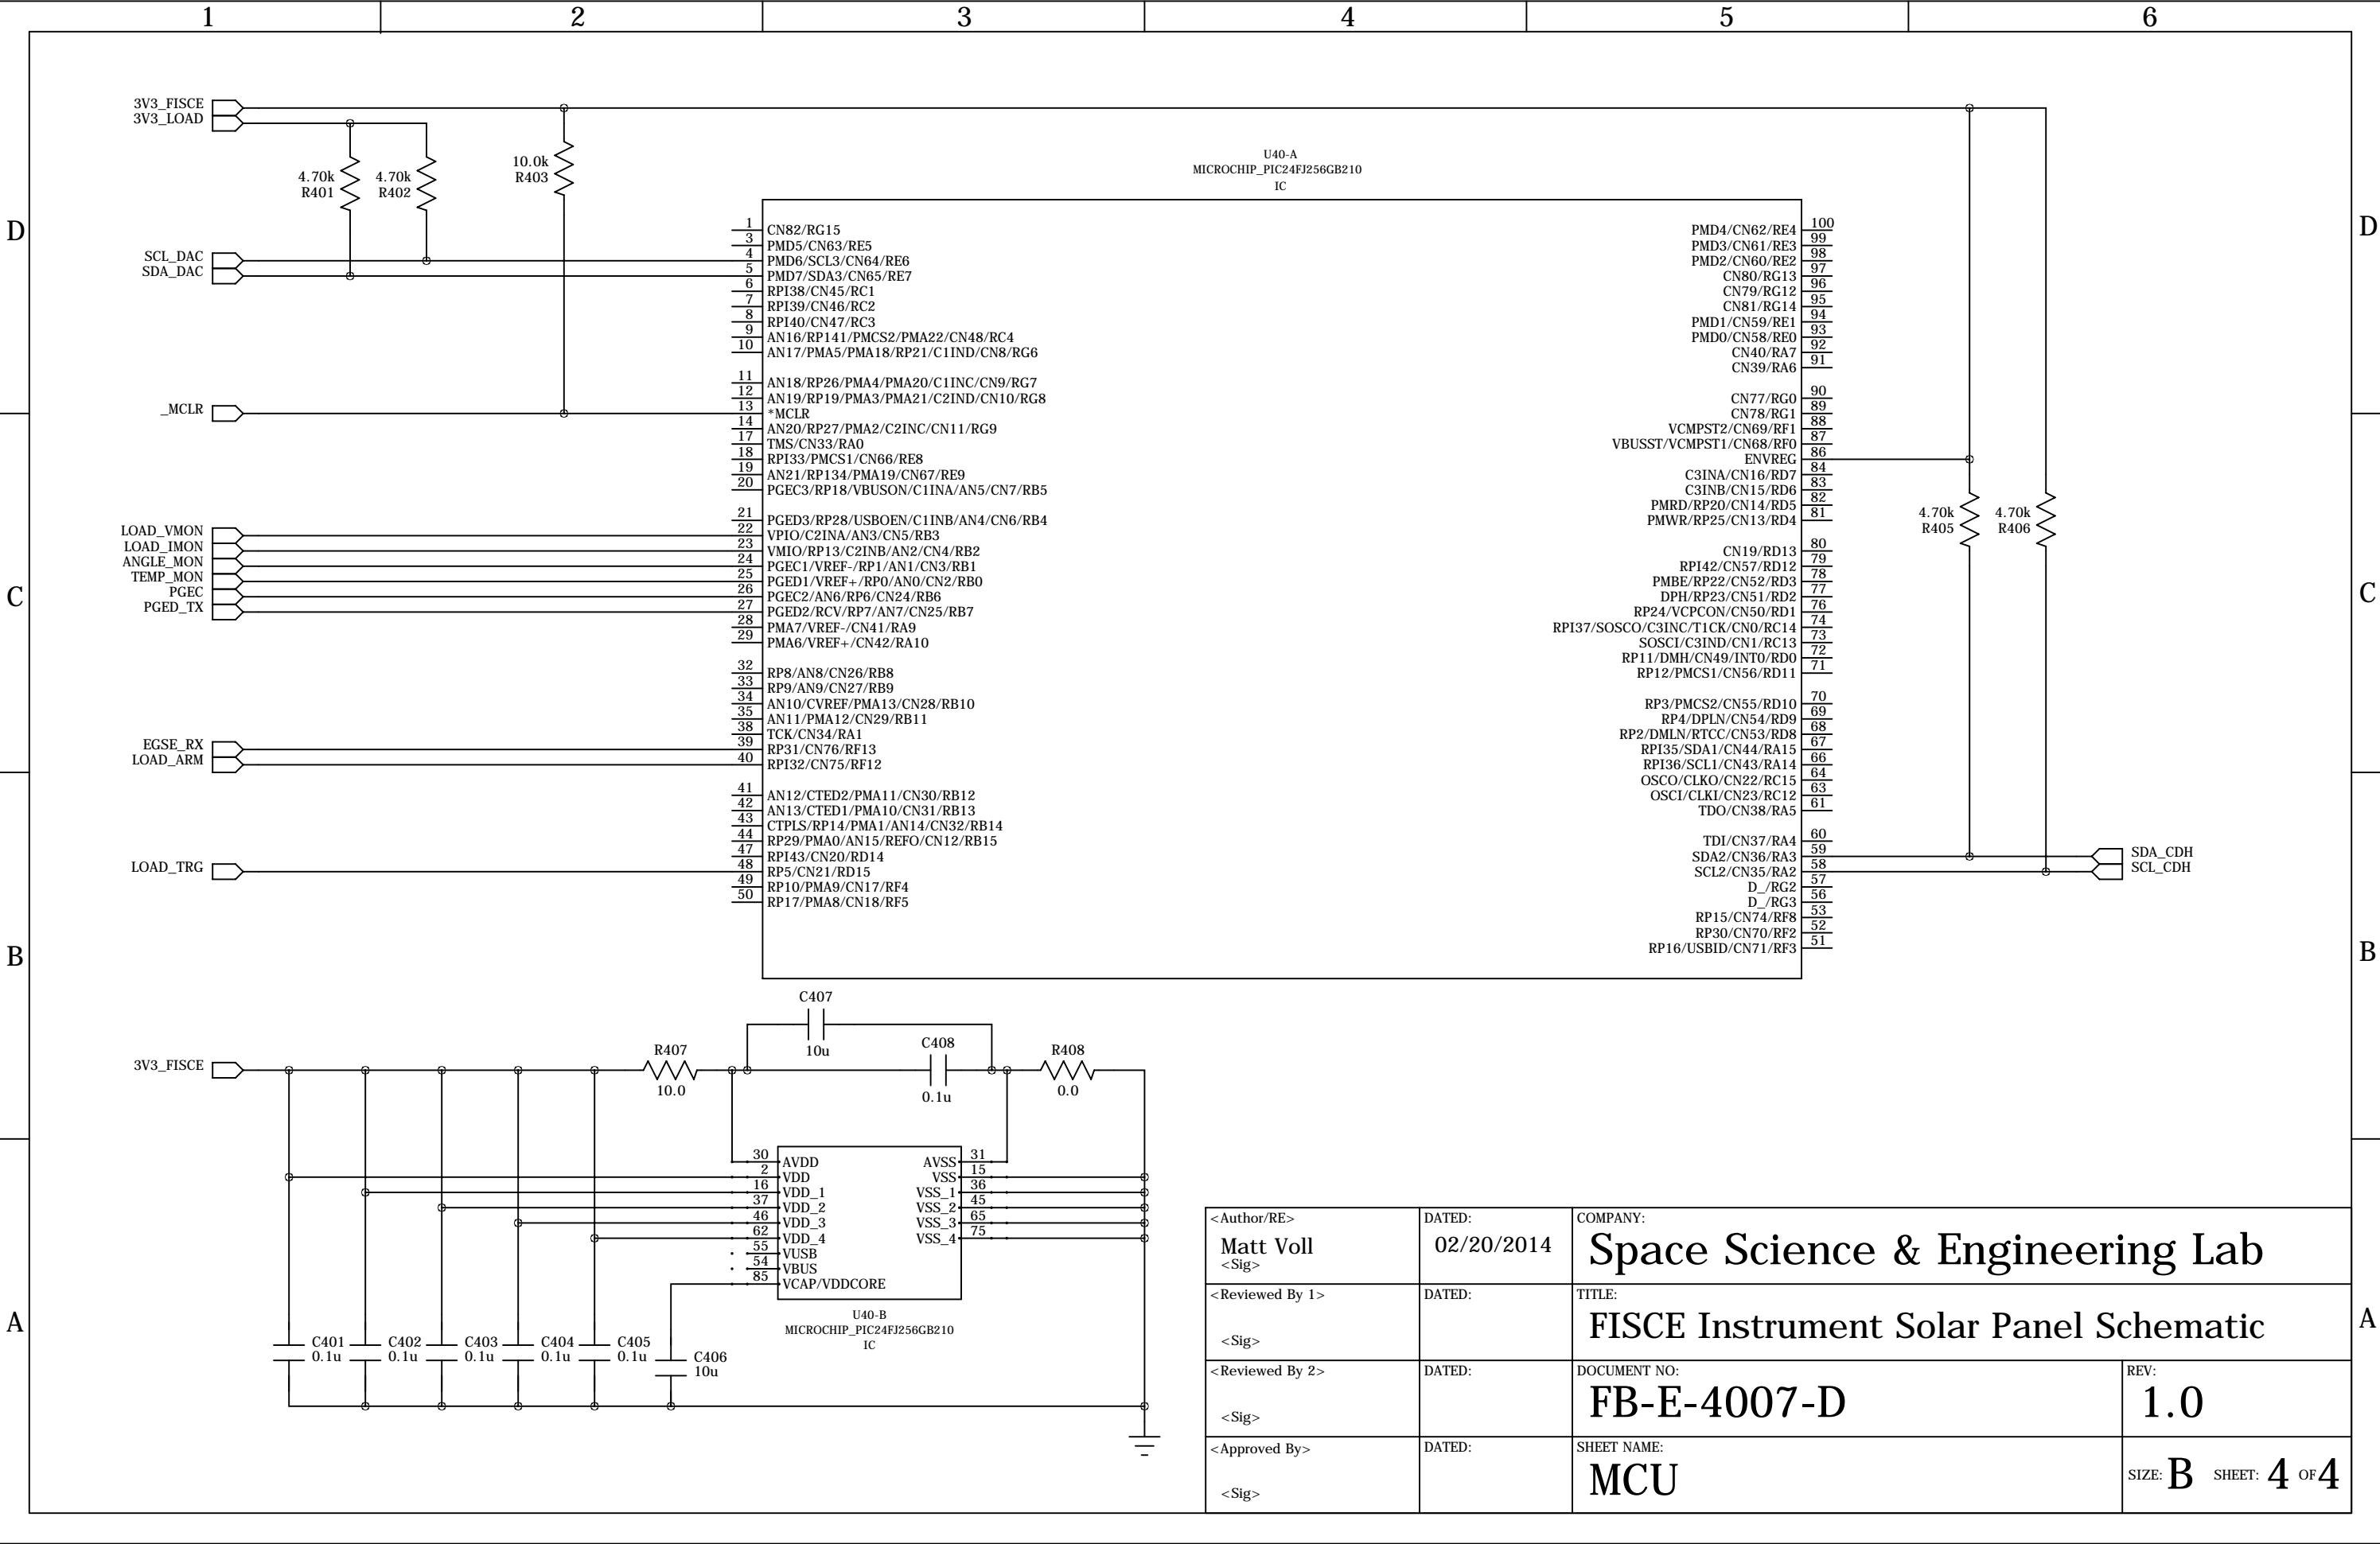 1 2 3 4 5 6
3V3_FISCE
3V3_LOAD
4.70k
R401
4.70k
R402
10.0k
R403
U40-A
MICROCHIP_PIC24FJ256GB210
IC
D
D
SCL_DAC
SDA_DAC
_MCLR
LOAD_VMON
LOAD_IMON
ANGLE_MON
TEMP_MON
PGEC
PGED_TX
C
C
EGSE_RX
LOAD_ARM
LOAD_TRG
1 CN82/RG15
3 PMD5/CN63/RE5
4 PMD6/SCL3/CN64/RE6
5 PMD7/SDA3/CN65/RE7
6 RPI38/CN45/RC1
7 RPI39/CN46/RC2
8 RPI40/CN47/RC3
9 AN16/RP141/PMCS2/PMA22/CN48/RC4
10 AN17/PMA5/PMA18/RP21/C1IND/CN8/RG6
11 AN18/RP26/PMA4/PMA20/C1INC/CN9/RG7
12 AN19/RP19/PMA3/PMA21/C2IND/CN10/RG8
13 *MCLR
14 AN20/RP27/PMA2/C2INC/CN11/RG9
17 TMS/CN33/RA0
18 RPI33/PMCS1/CN66/RE8
19 AN21/RP134/PMA19/CN67/RE9
20 PGEC3/RP18/VBUSON/C1INA/AN5/CN7/RB5
21 PGED3/RP28/USBOEN/C1INB/AN4/CN6/RB4
22 VPIO/C2INA/AN3/CN5/RB3
23 VMIO/RP13/C2INB/AN2/CN4/RB2
24 PGEC1/VREF-/RP1/AN1/CN3/RB1
25 PGED1/VREF+/RP0/AN0/CN2/RB0
26 PGEC2/AN6/RP6/CN24/RB6
27 PGED2/RCV/RP7/AN7/CN25/RB7
28 PMA7/VREF-/CN41/RA9
29 PMA6/VREF+/CN42/RA10
32 RP8/AN8/CN26/RB8
33 RP9/AN9/CN27/RB9
34 AN10/CVREF/PMA13/CN28/RB10
35 AN11/PMA12/CN29/RB11
38 TCK/CN34/RA1
39 RP31/CN76/RF13
40 RPI32/CN75/RF12
41 AN12/CTED2/PMA11/CN30/RB12
42 AN13/CTED1/PMA10/CN31/RB13
43 CTPLS/RP14/PMA1/AN14/CN32/RB14
44 RP29/PMA0/AN15/REFO/CN12/RB15
47 RPI43/CN20/RD14
48 RP5/CN21/RD15
49 RP10/PMA9/CN17/RF4
50 RP17/PMA8/CN18/RF5
PMD4/CN62/RE4 100
PMD3/CN61/RE3 99
PMD2/CN60/RE2 98
CN80/RG13 97
CN79/RG12 96
CN81/RG14 95
PMD1/CN59/RE1 94
PMD0/CN58/RE0 93
CN40/RA7 92
CN39/RA6 91
CN77/RG0 90
CN78/RG1 89
VCMPST2/CN69/RF1 88
VBUSST/VCMPST1/CN68/RF0 87
ENVREG 86
C3INA/CN16/RD7 84
C3INB/CN15/RD6 83
PMRD/RP20/CN14/RD5 82
PMWR/RP25/CN13/RD4 81
CN19/RD13 80
RPI42/CN57/RD12 79
PMBE/RP22/CN52/RD3 78
DPH/RP23/CN51/RD2 77
RP24/VCPCON/CN50/RD1 76
RPI37/SOSCO/C3INC/T1CK/CN0/RC14 74
SOSCI/C3IND/CN1/RC13 73
RP11/DMH/CN49/INT0/RD0 72
RP12/PMCS1/CN56/RD11 71
RP3/PMCS2/CN55/RD10 70
RP4/DPLN/CN54/RD9 69
RP2/DMLN/RTCC/CN53/RD8 68
RPI35/SDA1/CN44/RA15 67
RPI36/SCL1/CN43/RA14 66
OSCO/CLKO/CN22/RC15 64
OSCI/CLKI/CN23/RC12 63
TDO/CN38/RA5 61
TDI/CN37/RA4 60
SDA2/CN36/RA3 59
SCL2/CN35/RA2 58
D_/RG2 57
D_/RG3 56
RP15/CN74/RF8 53
RP30/CN70/RF2 52
RP16/USBID/CN71/RF3 51
4.70k
R405
4.70k
R406
SDA_CDH
SCL_CDH
B
B
C407
10u
3V3_FISCE
R407
10.0
C408
0.1u
R408
0.0
30 AVDD
2 VDD
16 VDD_1
37 VDD_2
46 VDD_3
62 VDD_4
55 VUSB
54 VBUS
85 VCAP/VDDCORE
AVSS 31
VSS 15
VSS_1 36
VSS_2 45
VSS_3 65
VSS_4 75
U40-B
MICROCHIP_PIC24FJ256GB210
IC
A
A
C401
0.1u
C402
0.1u
C403
0.1u
C404
0.1u
C405
0.1u
C406
10u
<Author/RE>
Matt Voll
<Sig>
DATED:
02/20/2014
COMPANY:
Space Science & Engineering Lab
<Reviewed By 1>
<Sig>
DATED:
TITLE:
FISCE Instrument Solar Panel Schematic
<Reviewed By 2>
<Sig>
DATED:
DOCUMENT NO:
FB-E-4007-D
REV:
1.0
<Approved By>
<Sig>
DATED:
SHEET NAME:
MCU
SIZE: B SHEET: 4 OF 4